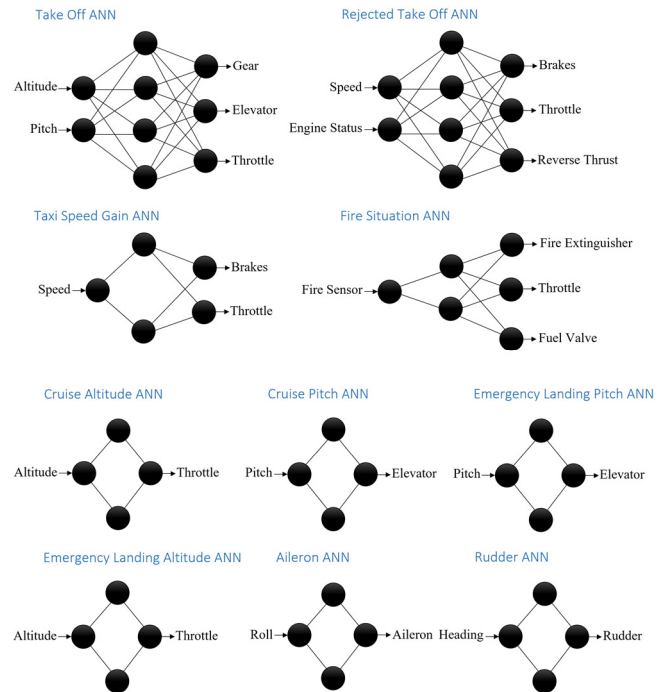 Take Off ANN
Rejected Take Off ANN
Altitude
Pitch
Gear
Elevator
Throttle
Speed
Engine Status
Brakes
Throttle
Reverse Thrust
Taxi Speed Gain ANN
Fire Situation ANN
Speed
Brakes
Throttle
Fire Sensor
Fire Extinguisher
Throttle
Fuel Valve
Cruise Altitude ANN
Cruise Pitch ANN
Emergency Landing Pitch ANN
Altitude
Throttle
Pitch
Elevator
Pitch
Elevator
Emergency Landing Altitude ANN
Aileron ANN
Rudder ANN
Altitude
Throttle
Roll
Aileron
Heading
Rudder